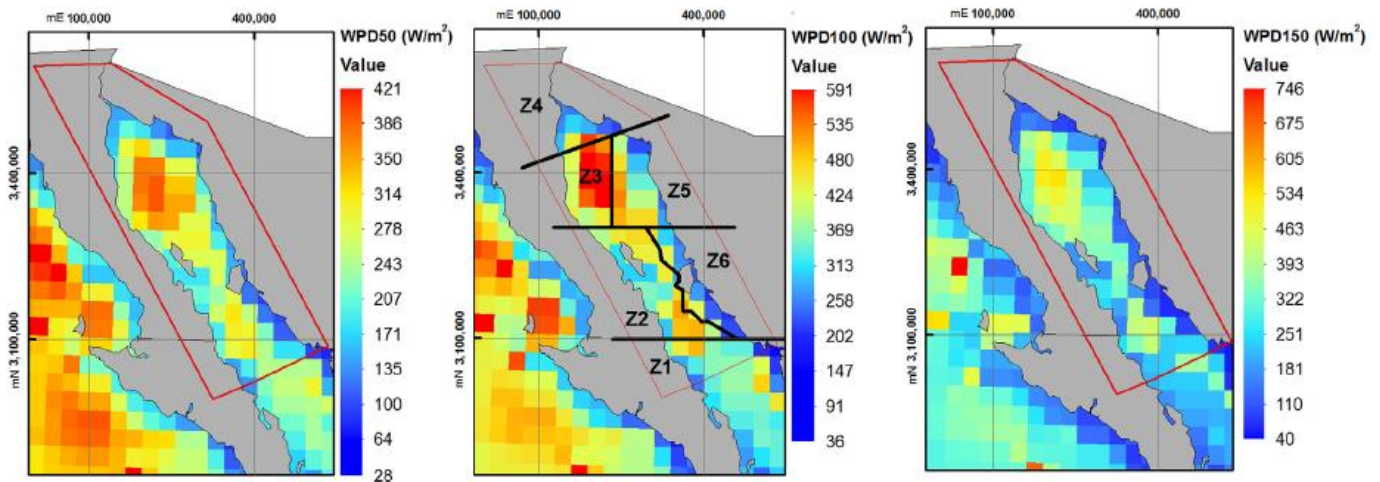 mE 100,000 400,000
WPD50 (W/m²)
Value
421
386
350
314
279
243
207
171
135
100
64
28
3,400,000
mN 3,100,000
mE 100,000 400,000
WPD100 (W/m²)
Value
591
535
480
424
369
313
258
202
147
91
36
Z4
Z3
Z5
Z6
Z2
Z1
3,400,000
mN 3,100,000
mE 100,000 400,000
WPD150 (W/m²)
Value
746
675
605
534
463
393
322
251
181
110
40
3,400,000
mN 3,100,000